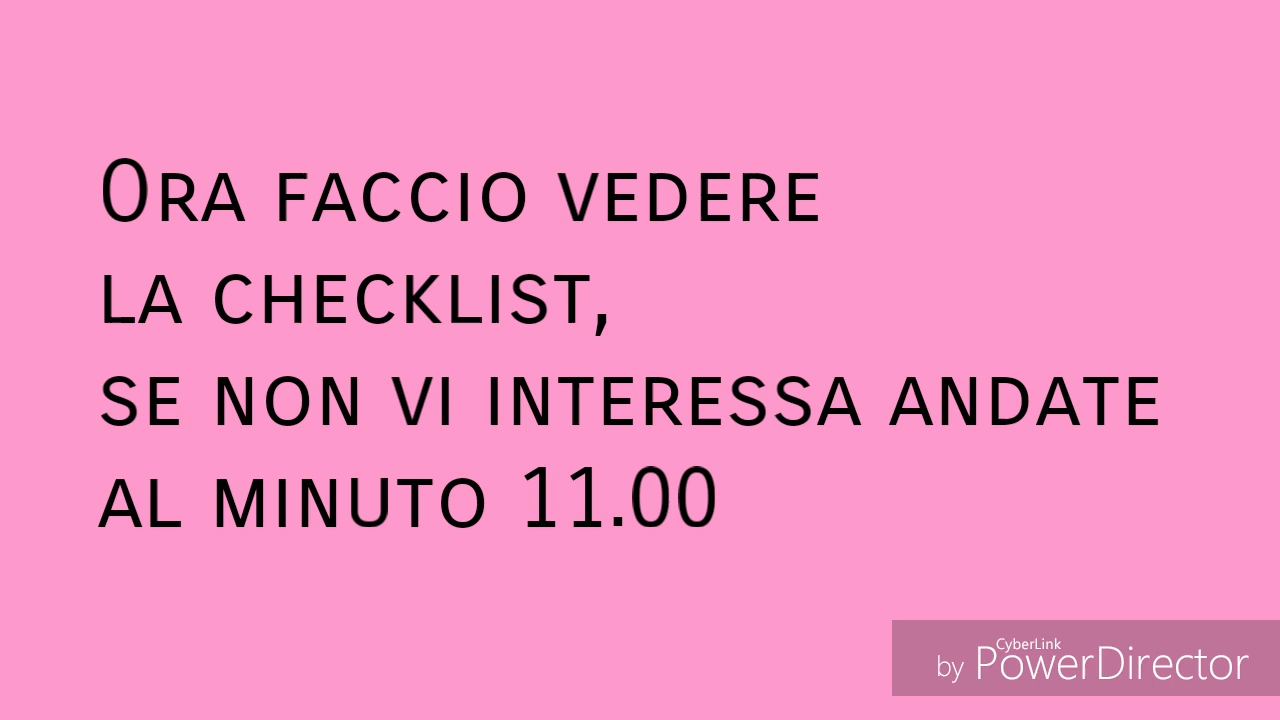 Ora faccio vedere
la checklist,
se non vi interessa andate
al minuto 11.00
CyberLink
by PowerDirector